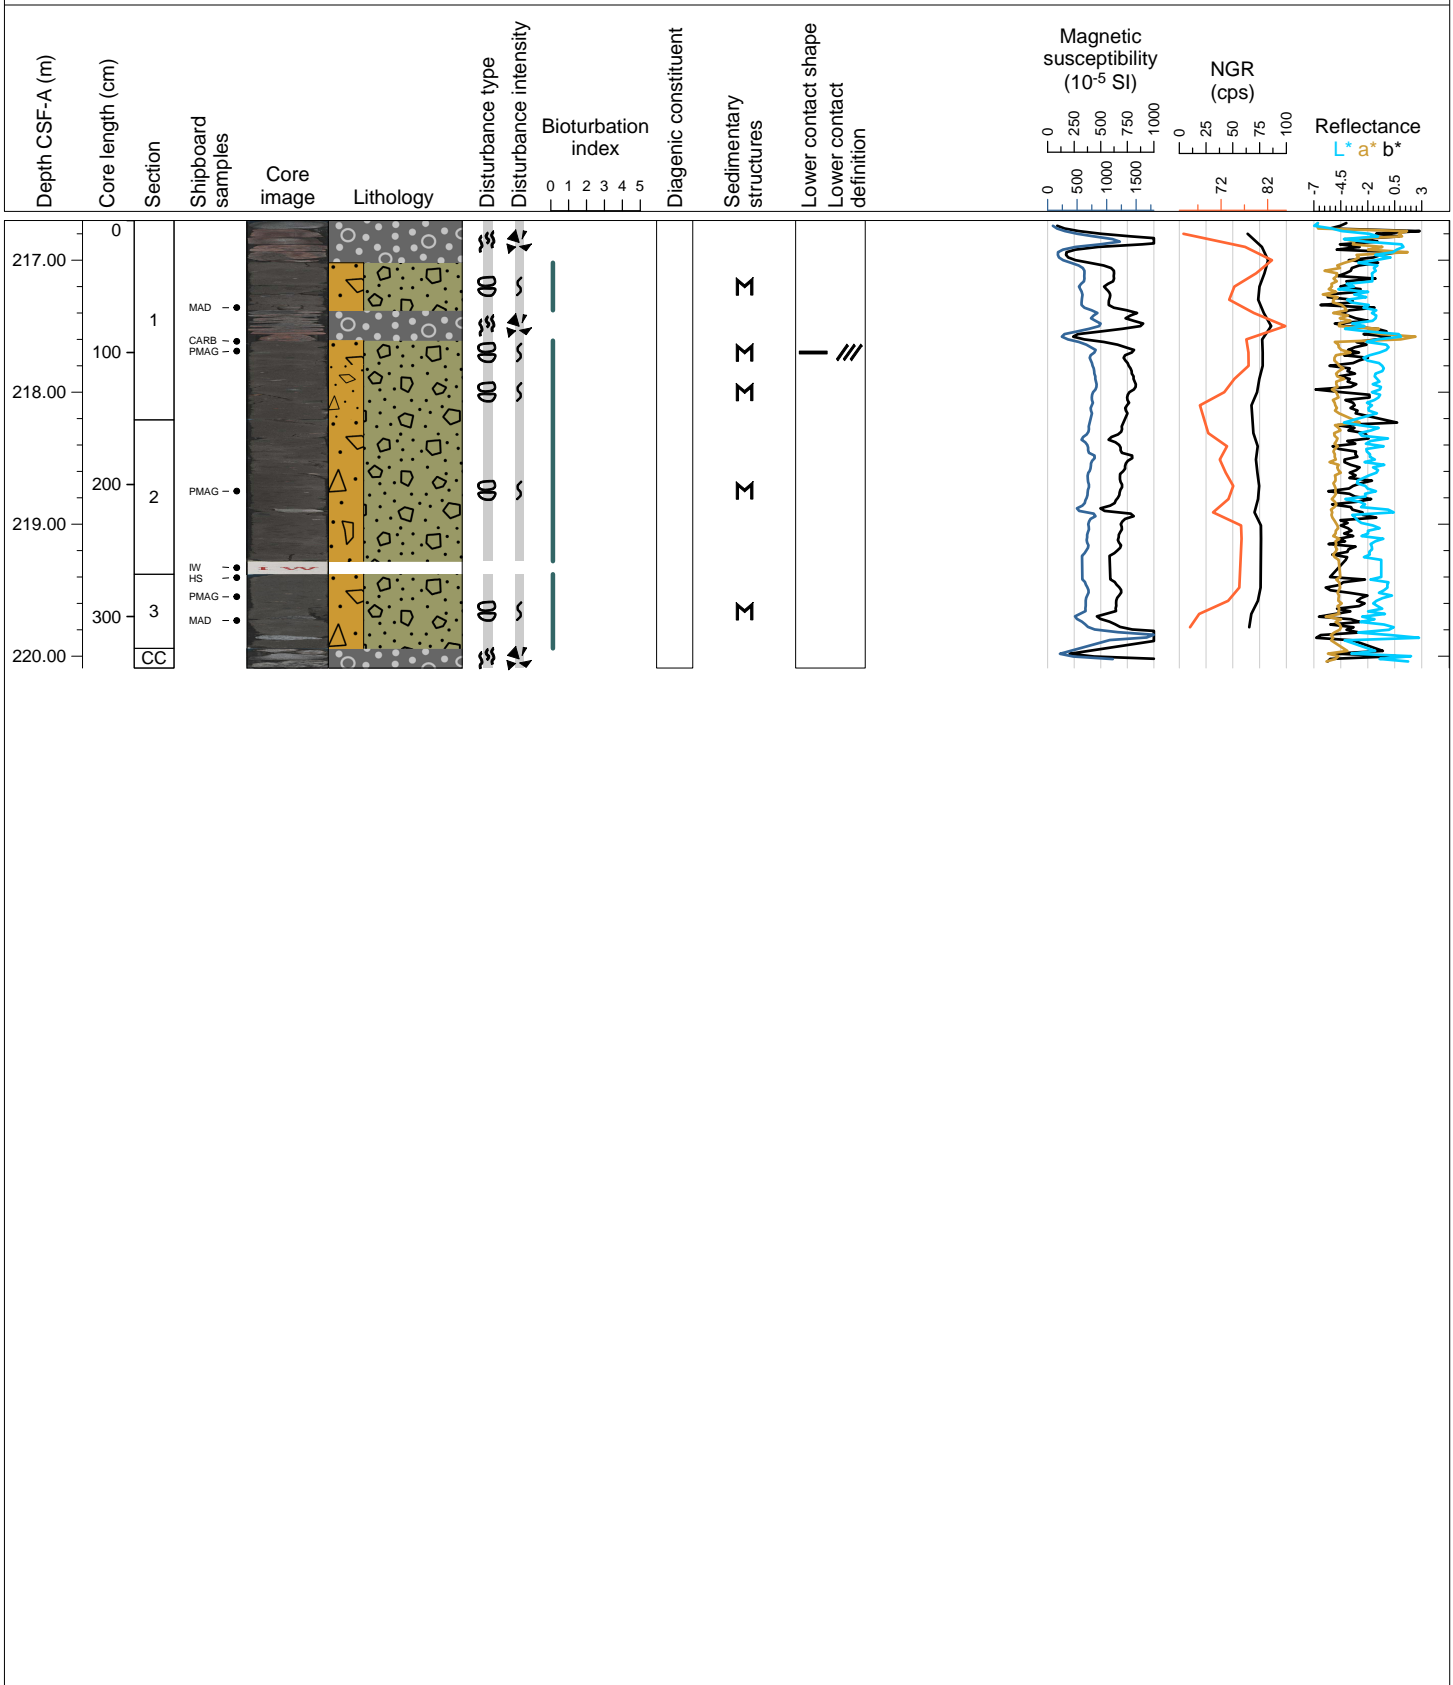 Depth CSF-A (m)
Core length (cm)
Section
Shipboard
samples
Core
image
Lithology
Disturbance type
Disturbance intensity
Bioturbation
index
0 1 2 3 4 5
Diagenic constituent
Sedimentary
structures
Lower contact shape
Lower contact
definition
Magnetic
susceptibility
(10-5 SI)
0 250 500 750 1000
0 500 1000 1500
NGR
(cps)
0 25 50 75 100
72 82
Reflectance
L* a* b*
-7 -4.5 -2 0.5 3
0
217.00
MAD
1
CARB
PMAG
100
218.00
200
2
PMAG
219.00
IW
I W
HS
PMAG
3
300
MAD
220.00
CC